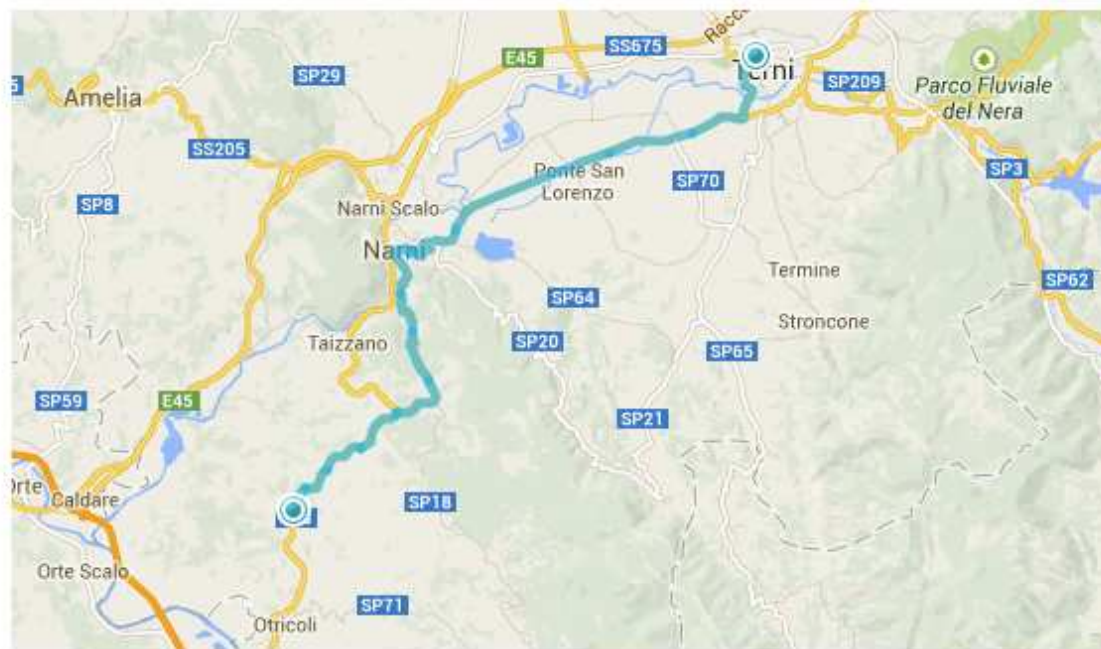 SS675
E45
SP29
Terni
SP209
Parco Fluviale
del Nera
Amelia
SS205
Ponte San
Lorenzo
SP70
SP3
SP8
Narni Scalo
Narni
Termine
SP62
SP64
Stroncone
Taizzano
SP20
SP65
SP59
E45
SP21
Orte
Caldare
SP18
Orte Scalo
SP71
Otricoli